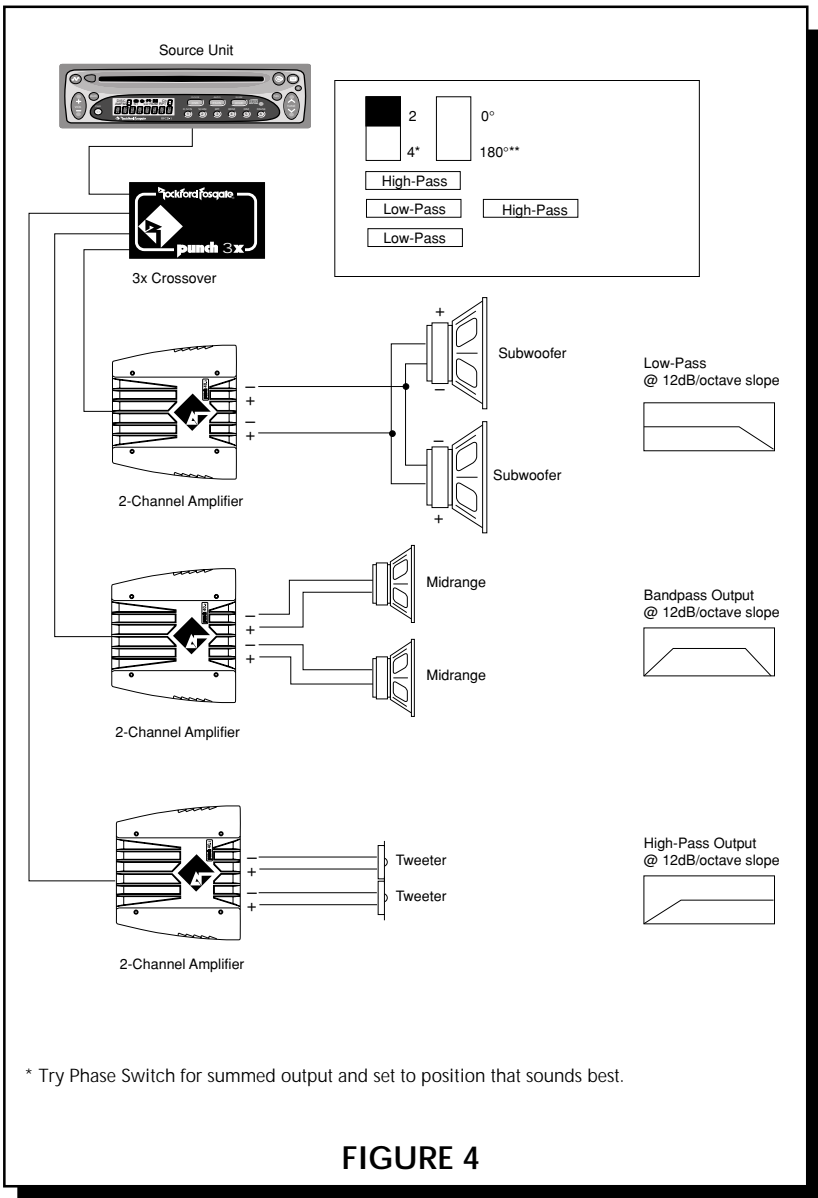 Source Unit
2 0°
4* 180°**
High-Pass
Low-Pass High-Pass
Low-Pass
Rockford Fosgate
punch 3x
3x Crossover
+
Subwoofer
–
–
+
–
+
2-Channel Amplifier
–
Subwoofer
+
Low-Pass
@ 12dB/octave slope
Midrange
–
+
–
+
Midrange
2-Channel Amplifier
Bandpass Output
@ 12dB/octave slope
–
+
–
+
Tweeter
Tweeter
2-Channel Amplifier
High-Pass Output
@ 12dB/octave slope
* Try Phase Switch for summed output and set to position that sounds best.
FIGURE 4